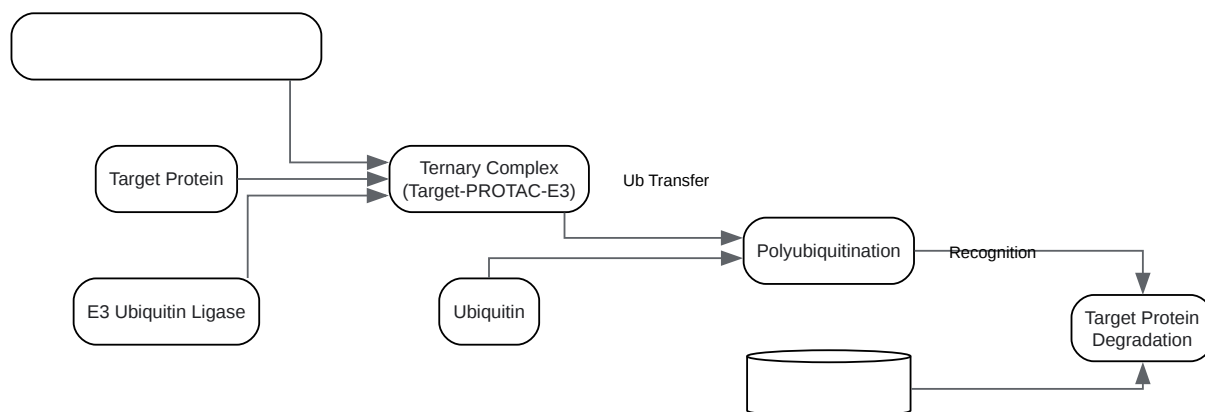 Target Protein
Ternary Complex
(Target-PROTAC-E3)
Ub Transfer
Polyubiquitination
Recognition
E3 Ubiquitin Ligase
Ubiquitin
Target Protein
Degradation